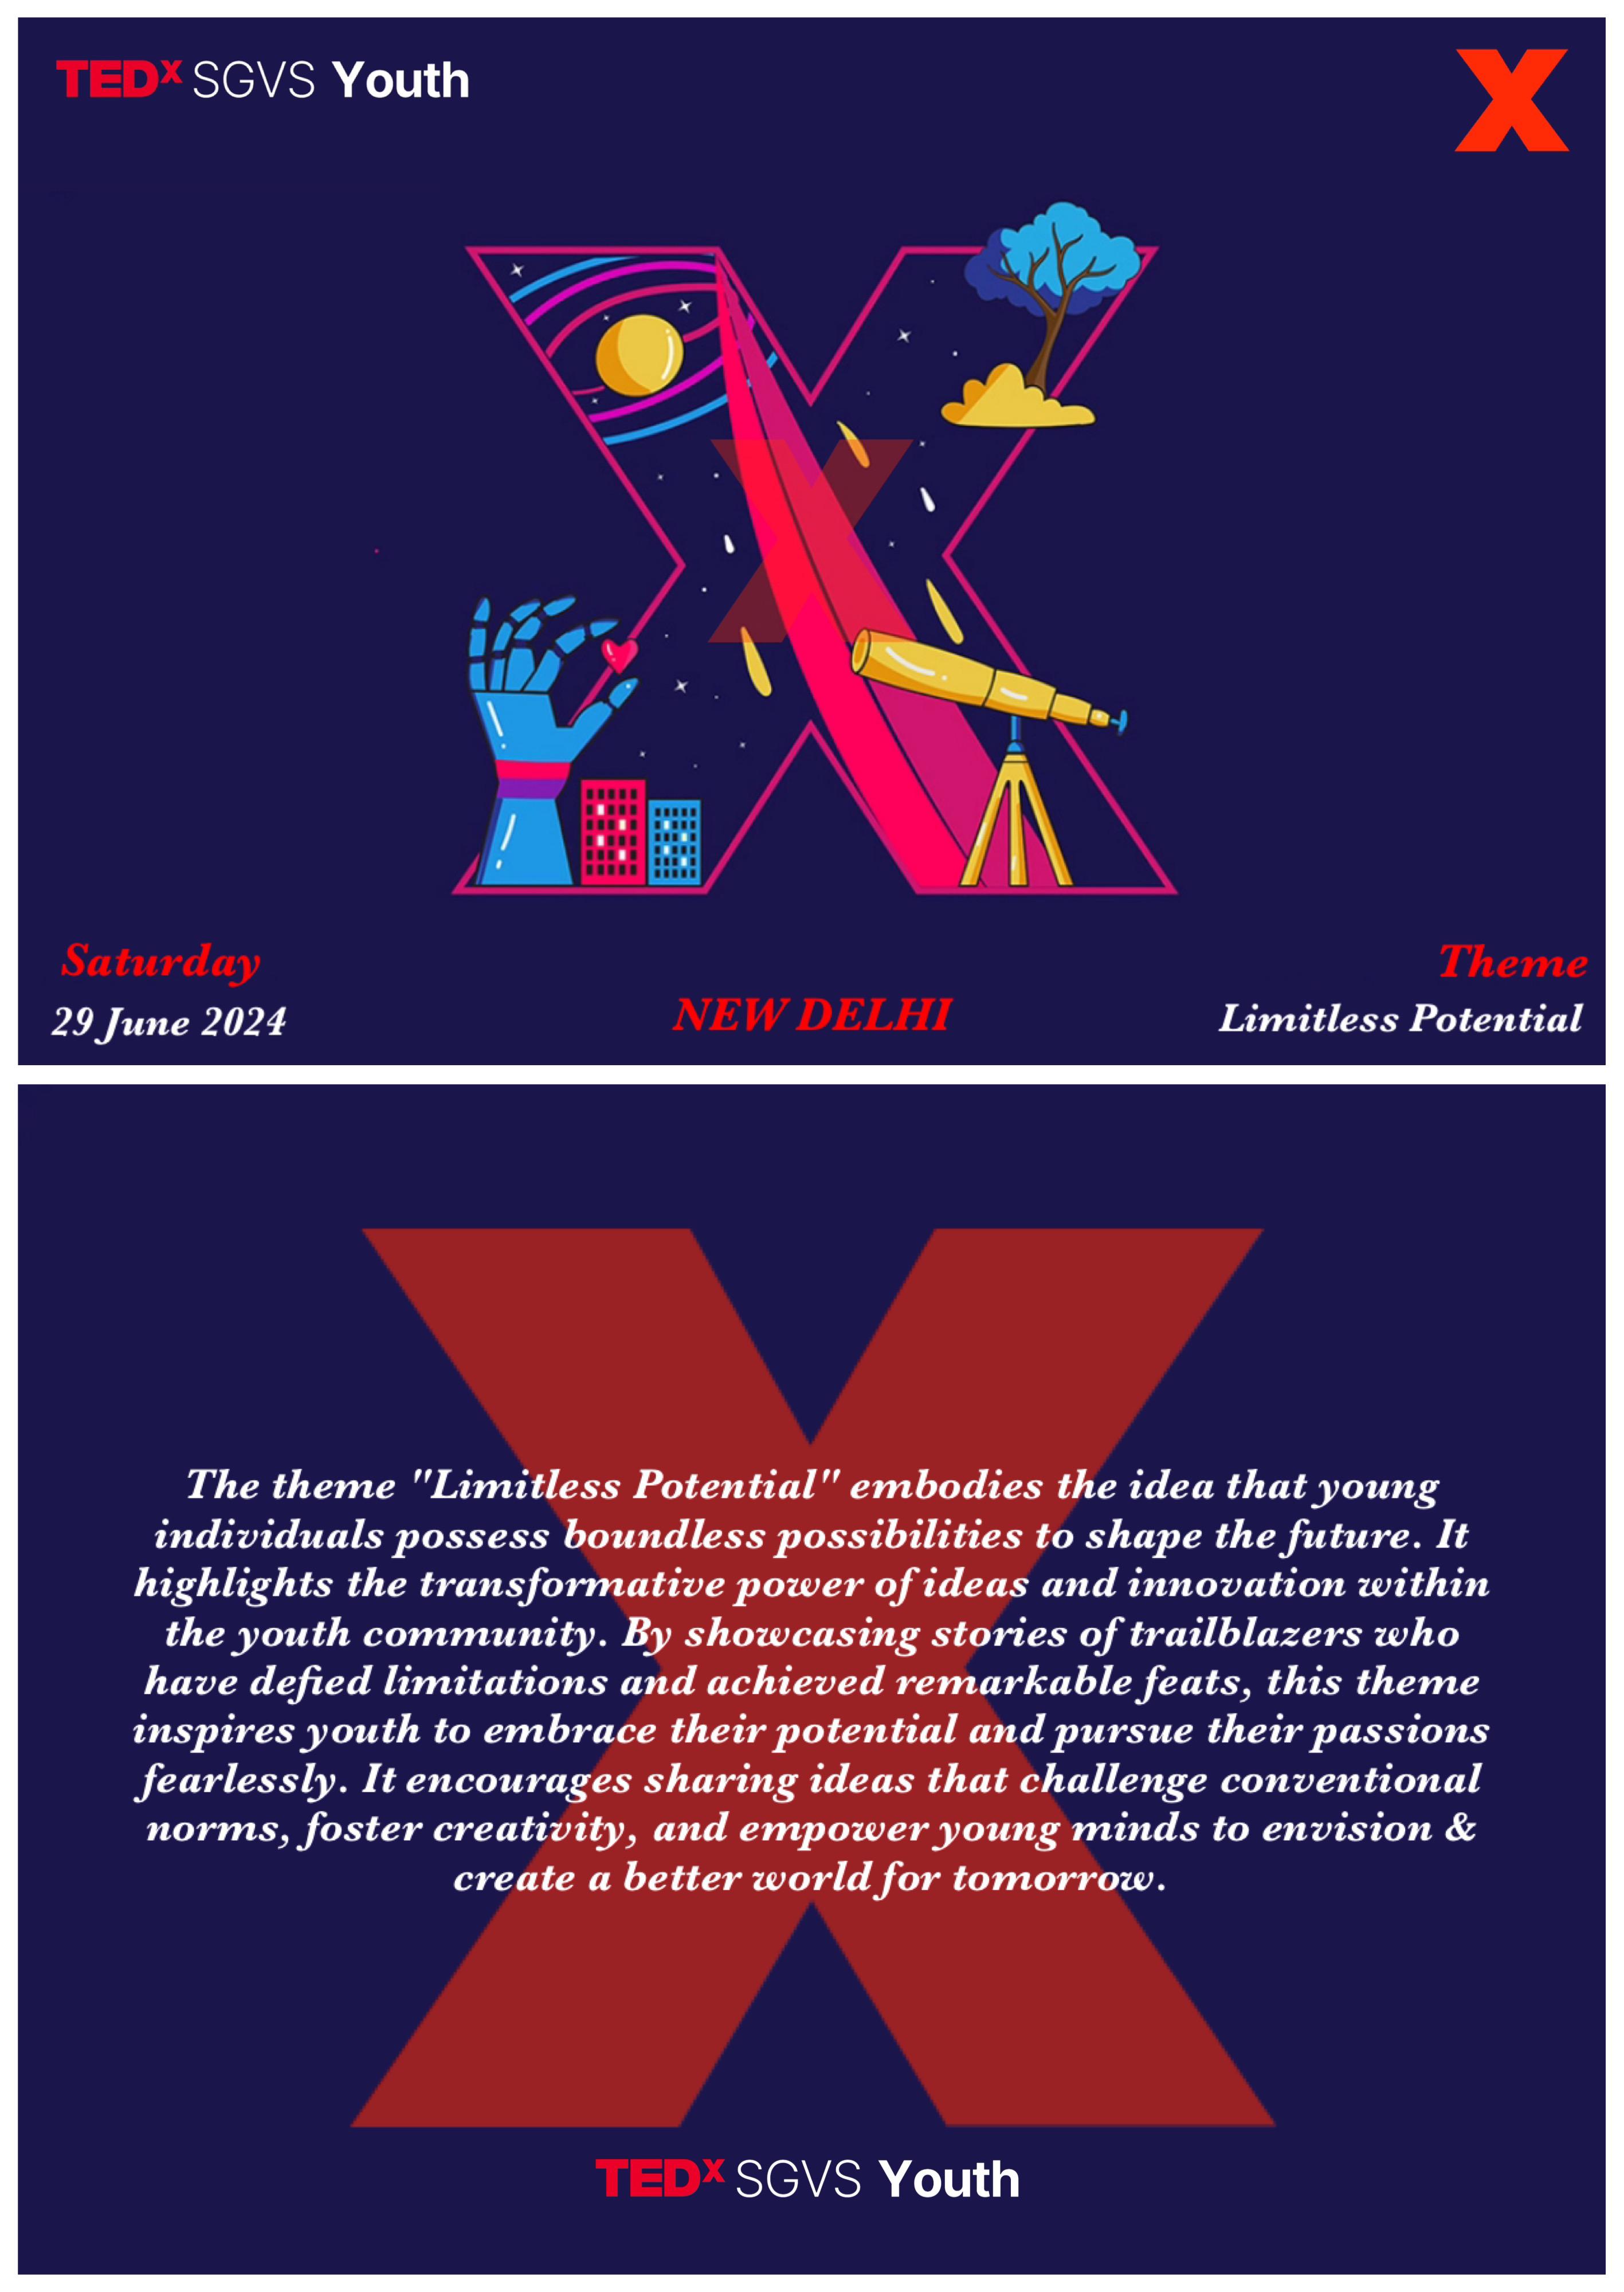 TEDx SGVS Youth
X
Saturday
29 June 2024
NEW DELHI
Theme
Limitless Potential
The theme "Limitless Potential" embodies the idea that young
individuals possess boundless possibilities to shape the future. It
highlights the transformative power of ideas and innovation within
the youth community. By showcasing stories of trailblazers who
have defied limitations and achieved remarkable feats, this theme
inspires youth to embrace their potential and pursue their passions
fearlessly. It encourages sharing ideas that challenge conventional
norms, foster creativity, and empower young minds to envision &
create a better world for tomorrow.
TEDx SGVS Youth